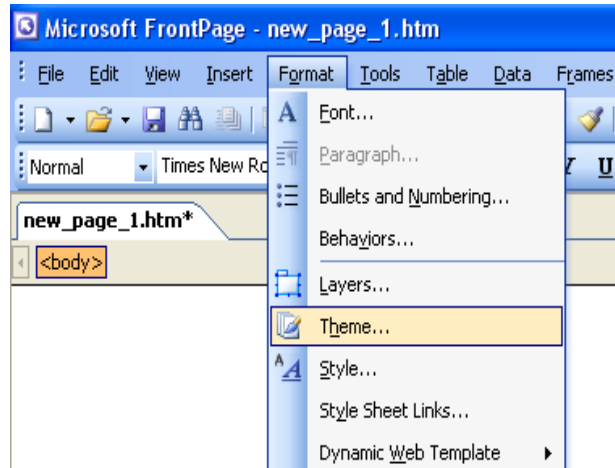 Microsoft FrontPage - new_page_1.htm
File Edit View Insert Format Tools Table Data Frames
Normal Times New Ro U
new_page_1.htm*
<body>
Font...
Paragraph...
Bullets and Numbering...
Behaviors...
Layers...
Theme...
Style...
Style Sheet Links...
Dynamic Web Template